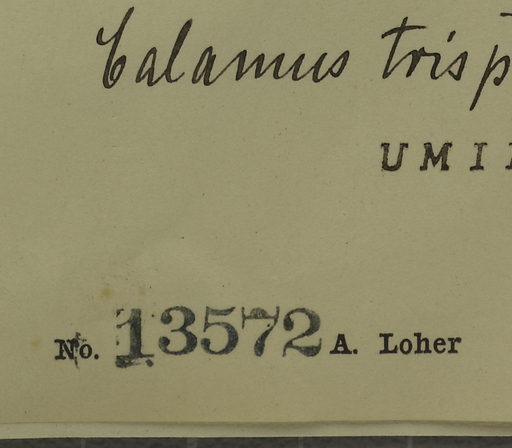 Calamus trisp
UMI
No. 13572 A. Loher